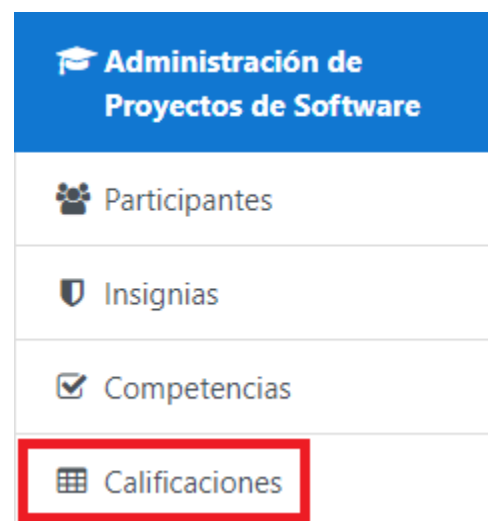 Administración de
Proyectos de Software
Participantes
Insignias
Competencias
Calificaciones